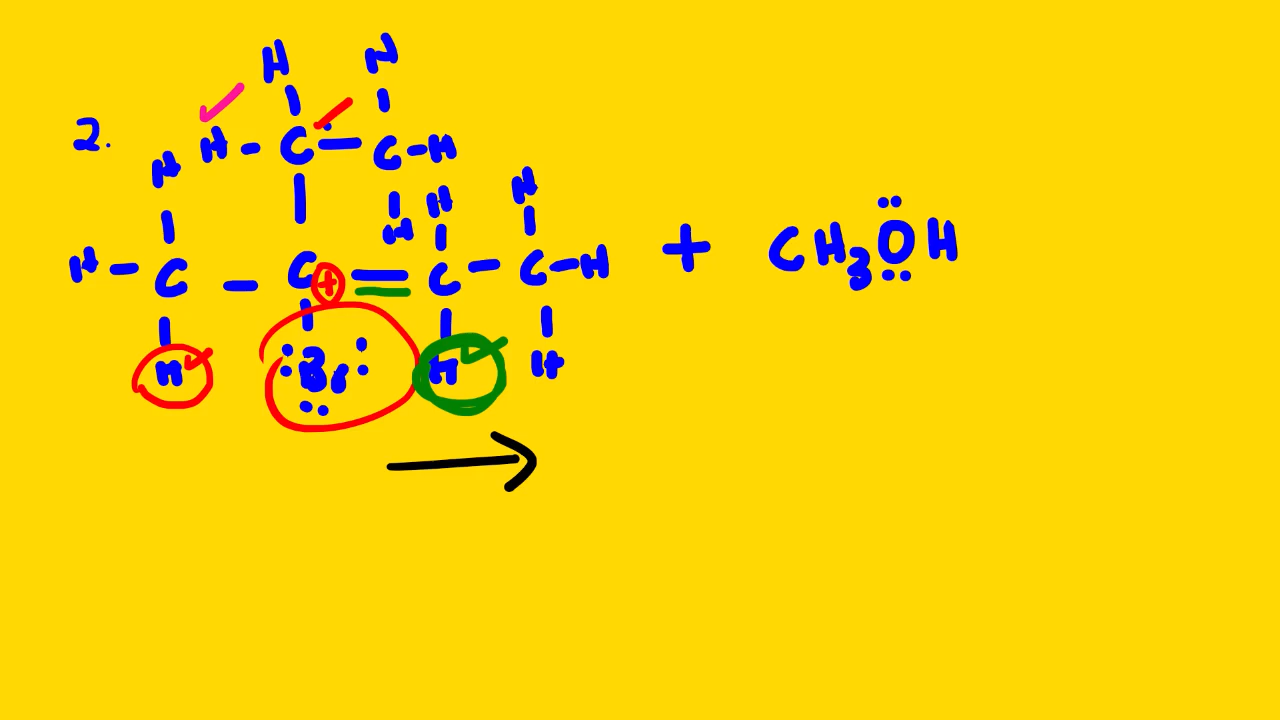 H N
2. H - C - C - H
H H H N
H - C - C = C - C - H + CH3OH
H Br H H